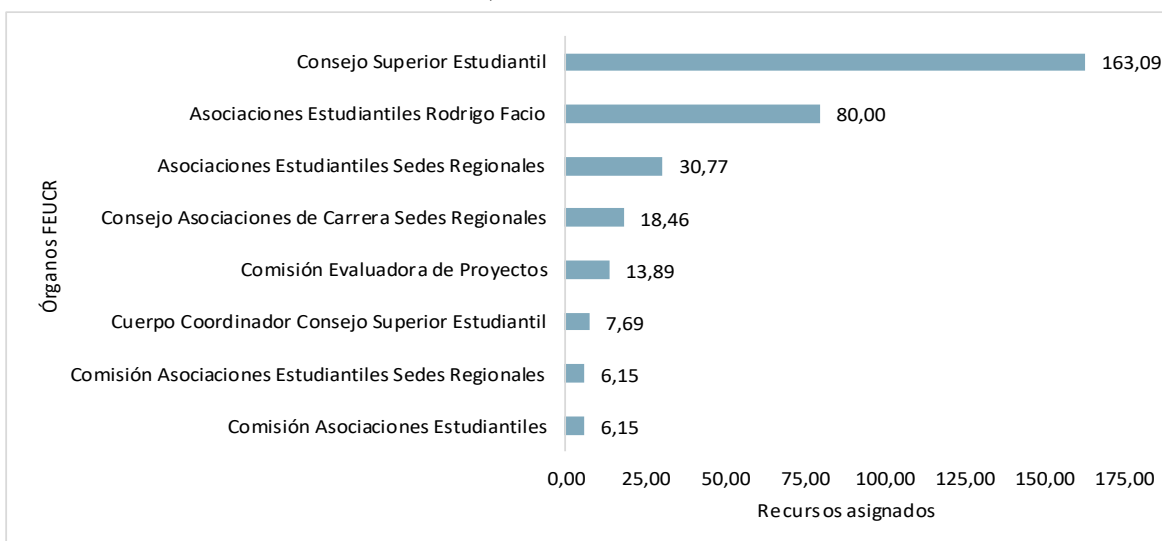 Órganos FEUCR
Consejo Superior Estudiantil 163,09
Asociaciones Estudiantiles Rodrigo Facio 80,00
Asociaciones Estudiantiles Sedes Regionales 30,77
Consejo Asociaciones de Carrera Sedes Regionales 18,46
Comisión Evaluadora de Proyectos 13,89
Cuerpo Coordinador Consejo Superior Estudiantil 7,69
Comisión Asociaciones Estudiantiles Sedes Regionales 6,15
Comisión Asociaciones Estudiantiles 6,15
0,00 25,00 50,00 75,00 100,00 125,00 150,00 175,00
Recursos asignados